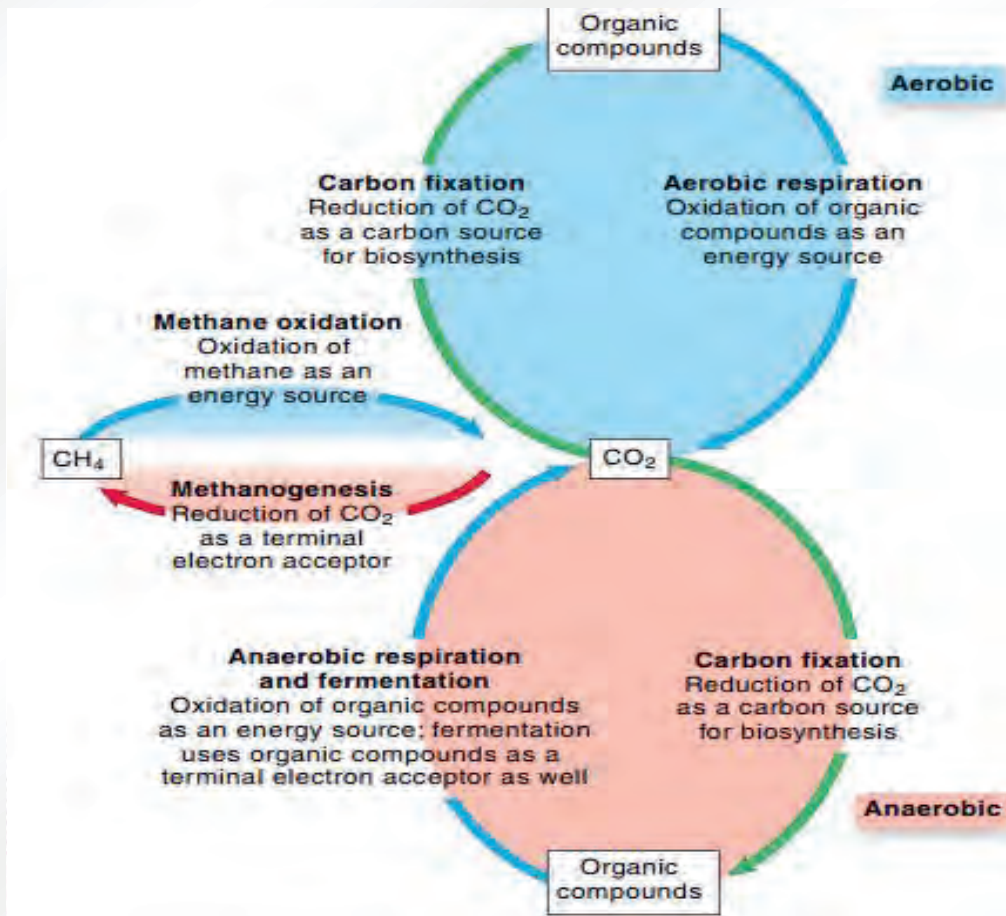 Organic
compounds
Aerobic
Carbon fixation
Reduction of CO₂
as a carbon source
for biosynthesis
Aerobic respiration
Oxidation of organic
compounds as an
energy source
Methane oxidation
Oxidation of
methane as an
energy source
CH₄
CO₂
Methanogenesis
Reduction of CO₂
as a terminal
electron acceptor
Anaerobic respiration
and fermentation
Oxidation of organic compounds
as an energy source; fermentation
uses organic compounds as a
terminal electron acceptor as well
Carbon fixation
Reduction of CO₂
as a carbon source
for biosynthesis
Anaerobic
Organic
compounds